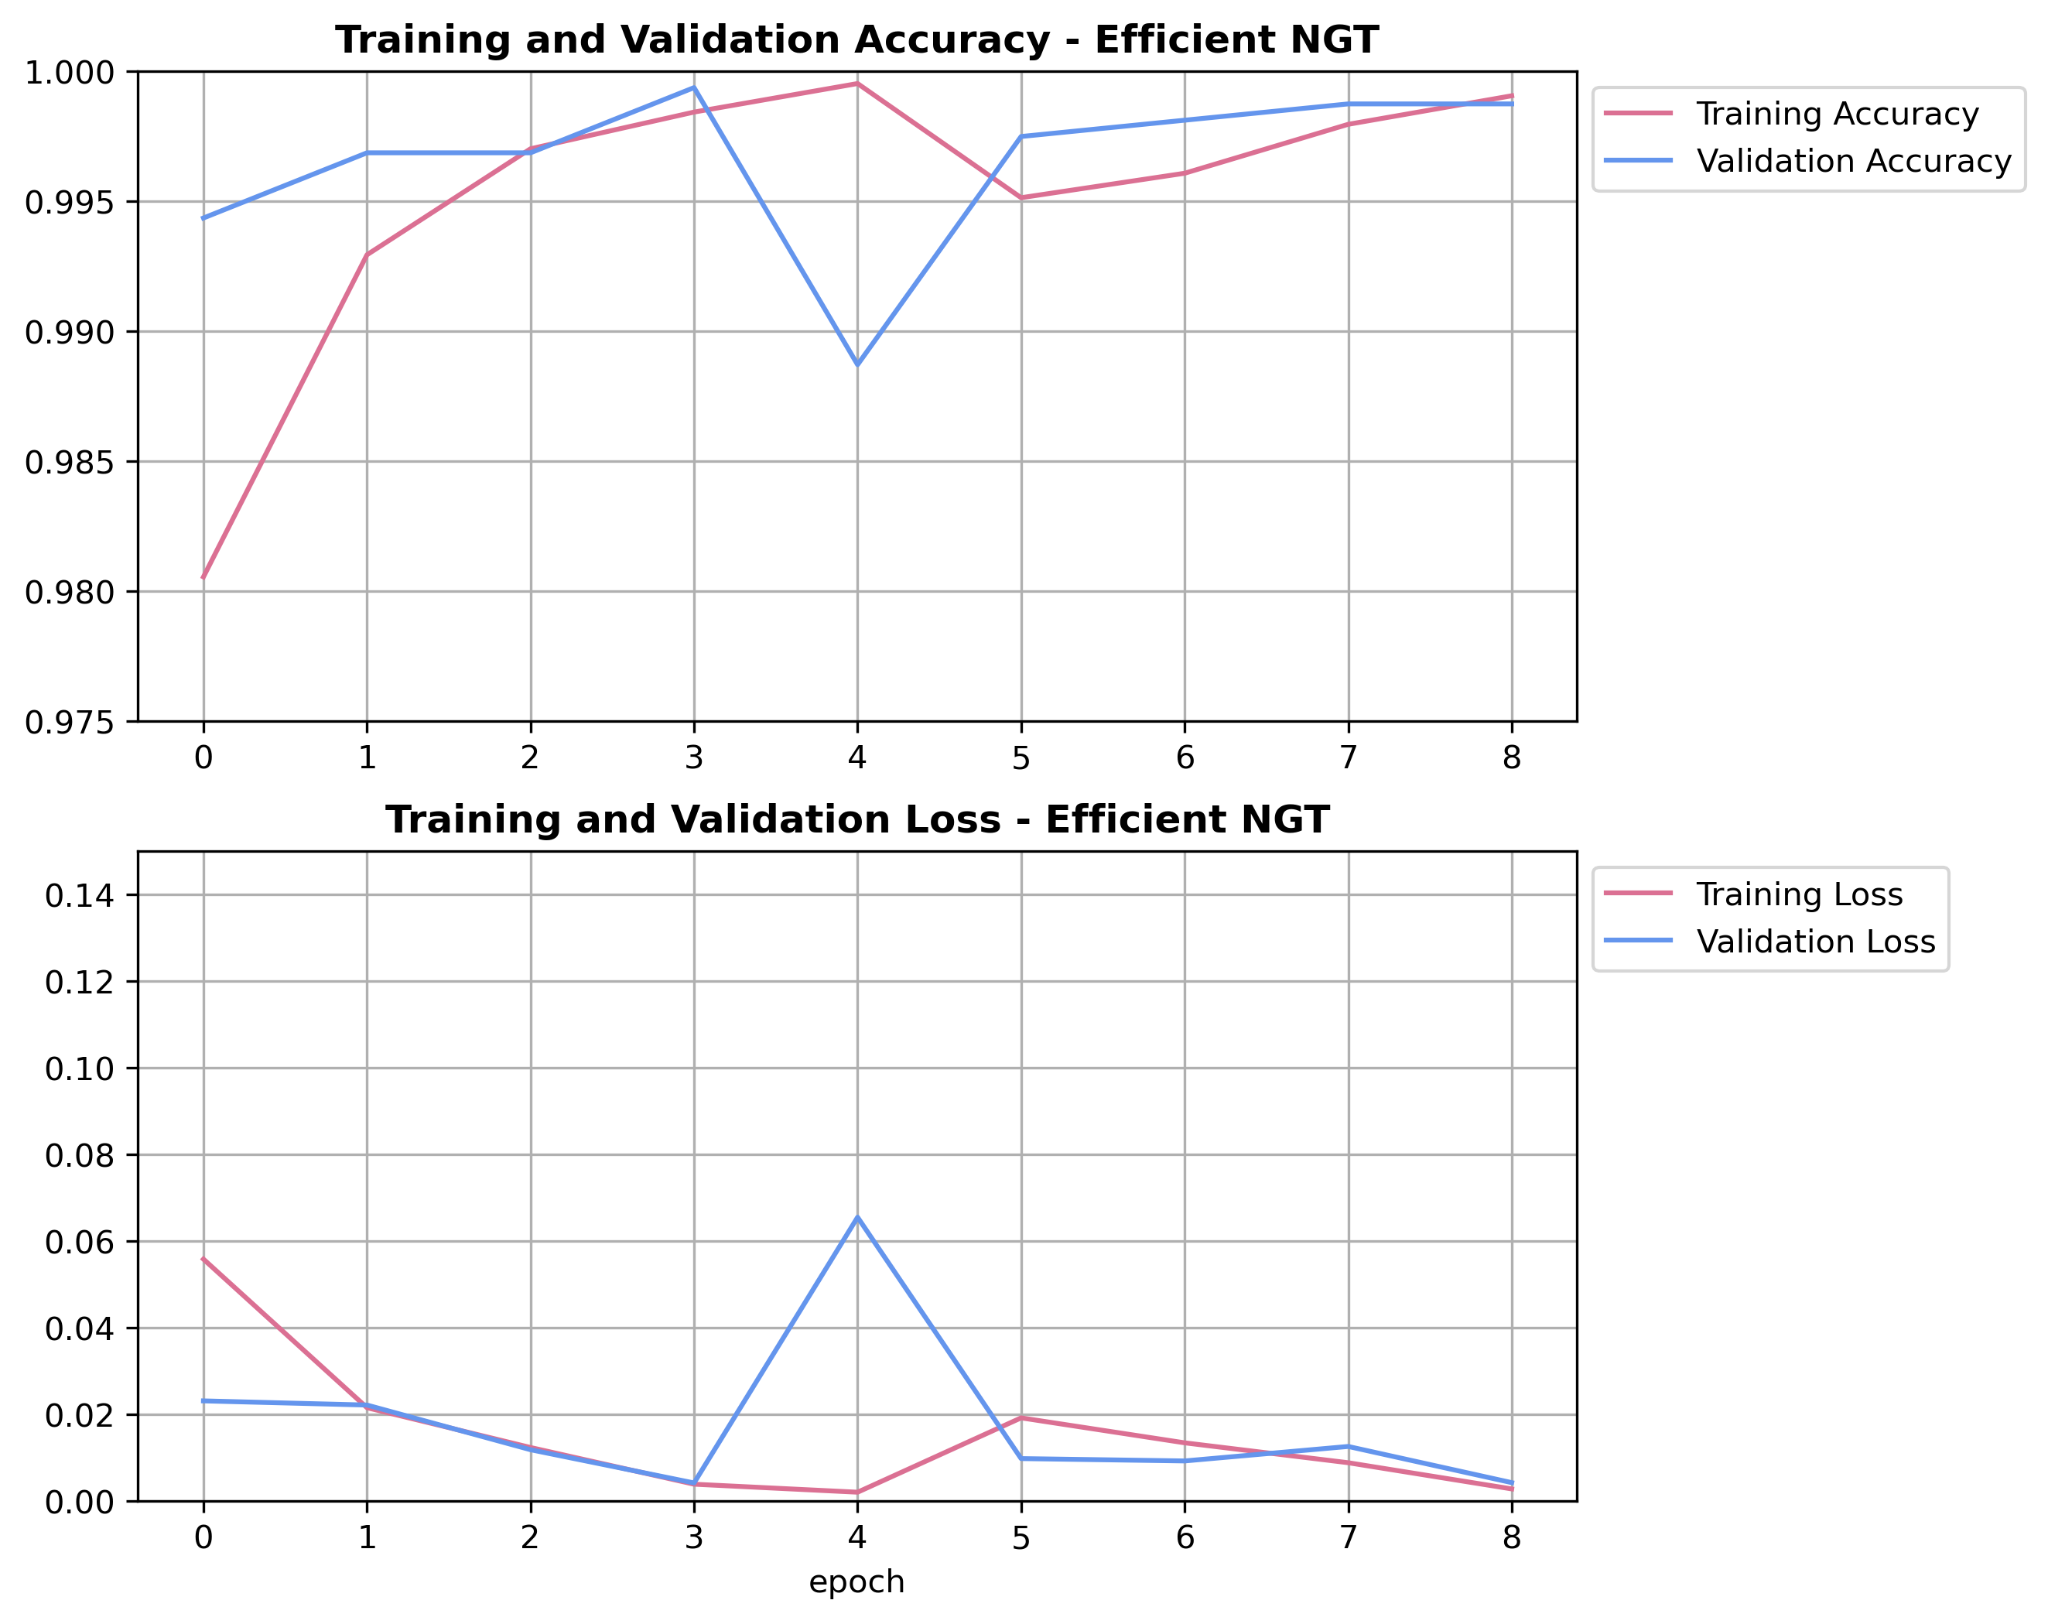 Training and Validation Accuracy - Efficient NGT
1.000
0.995
0.990
0.985
0.980
0.975
0 1 2 3 4 5 6 7 8
Training Accuracy
Validation Accuracy
Training and Validation Loss - Efficient NGT
0.14
0.12
0.10
0.08
0.06
0.04
0.02
0.00
0 1 2 3 4 5 6 7 8
epoch
Training Loss
Validation Loss